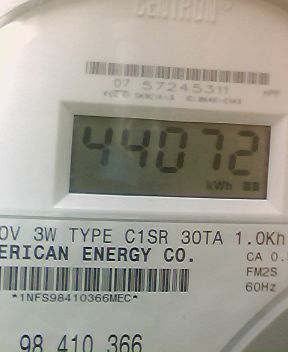 CENTRON
07 57245311
44072
kWh
0V 3W TYPE C1SR 30TA 1.0Kh
ERICAN ENERGY CO.
CA 0.
FM2S
*1NFS98410366MEC*
60Hz
98 410 366